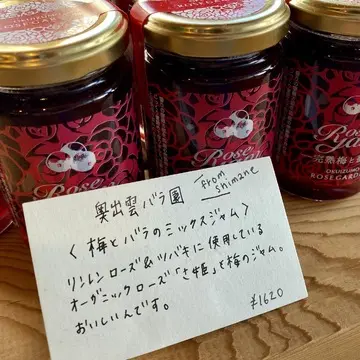 Rose
Rose
完熟梅と
OKUIZUMO
ROSEGARDEN
奥出雲バラ園
From Shimane
〈梅とバラのミックスジャム〉
リンレンローズ&ツバキに使用している
オーガニックローズ「さ姫」と梅のジャム。
おいしいんです。
¥1620